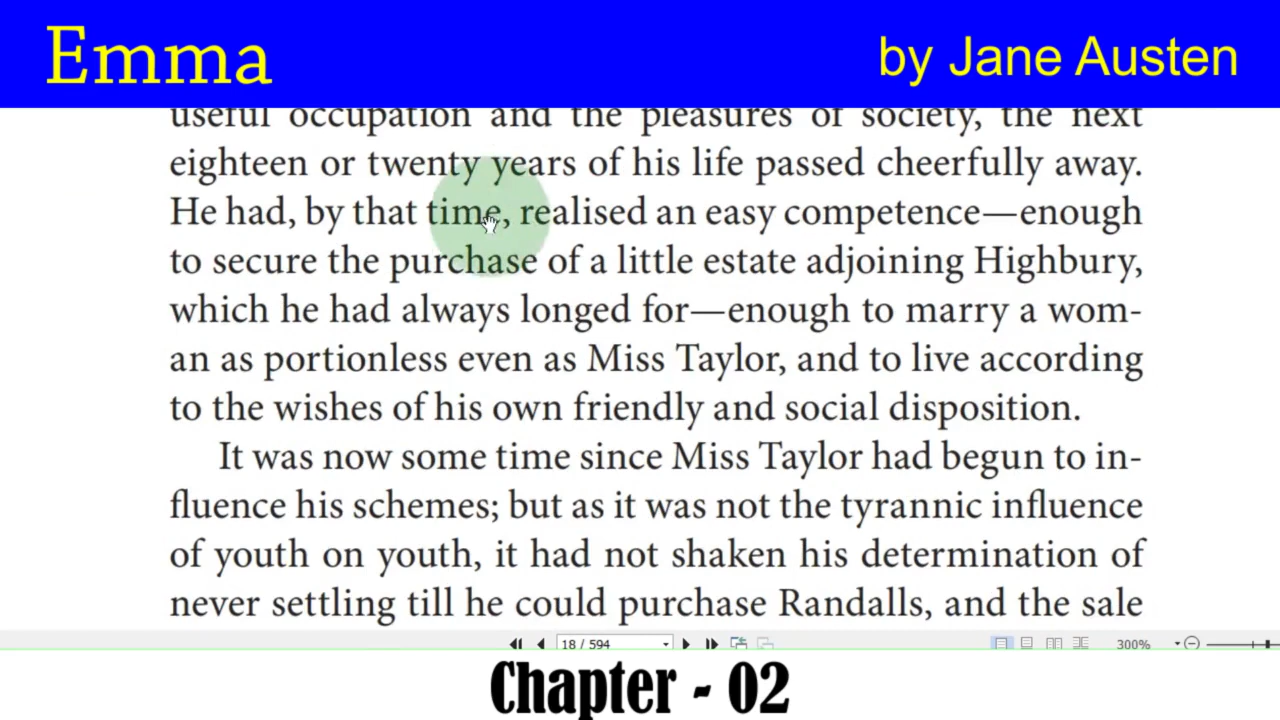 Emma
by Jane Austen
useful occupation and the pleasures of society, the next
eighteen or twenty years of his life passed cheerfully away.
He had, by that time, realised an easy competence—enough
to secure the purchase of a little estate adjoining Highbury,
which he had always longed for—enough to marry a wom-
an as portionless even as Miss Taylor, and to live according
to the wishes of his own friendly and social disposition.
It was now some time since Miss Taylor had begun to in-
fluence his schemes; but as it was not the tyrannic influence
of youth on youth, it had not shaken his determination of
never settling till he could purchase Randalls, and the sale
18 / 594
300%
Chapter - 02